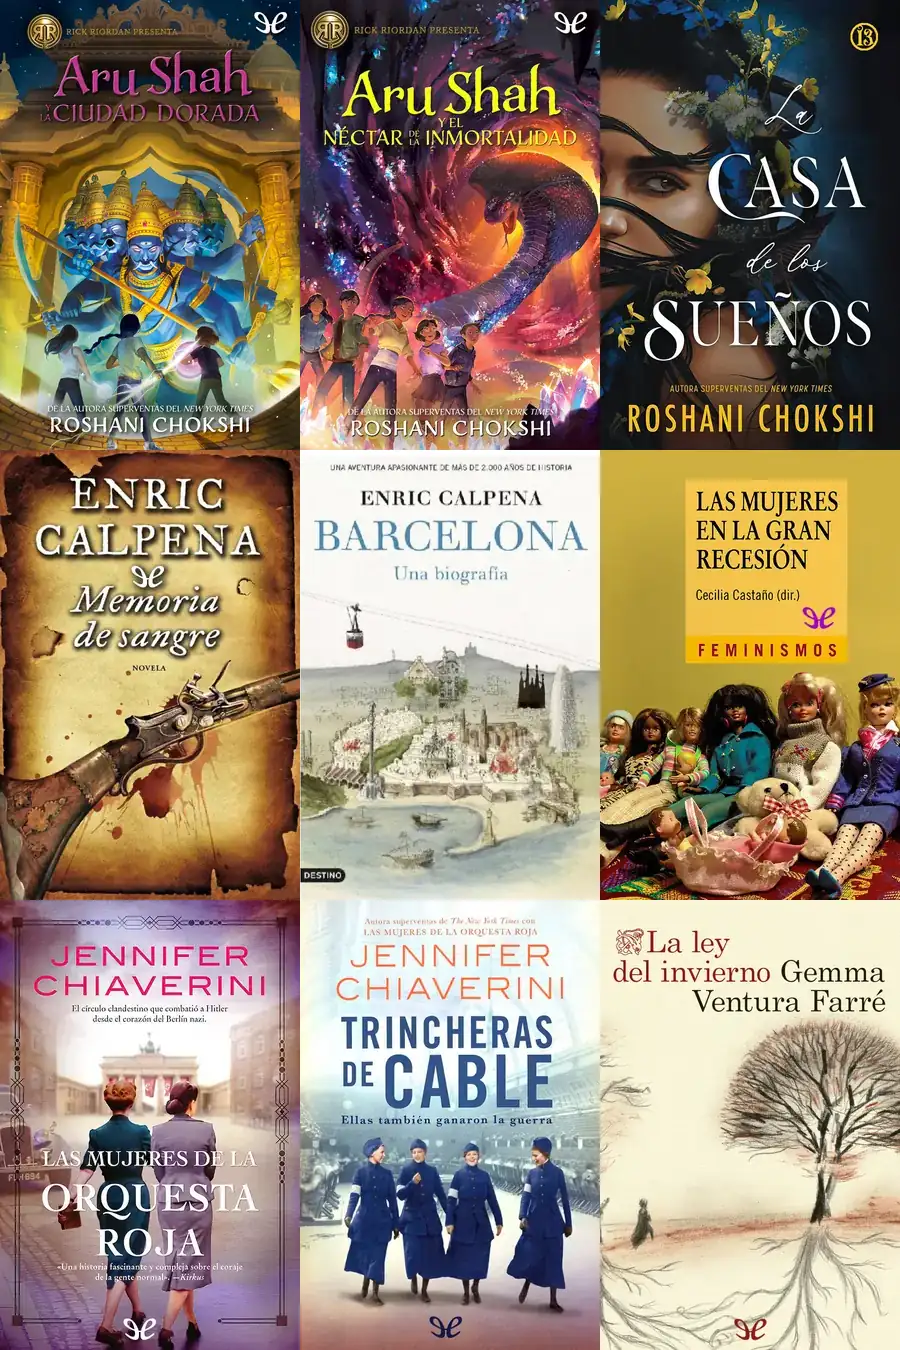 RR
RICK RIORDAN PRESENTA
Aru Shah
Y LA CIUDAD DORADA
DE LA AUTORA SUPERVENTAS DEL NEW YORK TIMES
ROSHANI CHOKSHI
RR
RICK RIORDAN PRESENTA
Aru Shah
Y EL
NÉCTAR DE LA INMORTALIDAD
DE LA AUTORA SUPERVENTAS DEL NEW YORK TIMES
ROSHANI CHOKSHI
13
La
CASA
de los
SUEÑOS
AUTORA SUPERVENTAS DEL NEW YORK TIMES
ROSHANI CHOKSHI
ENRIC
CALPENA
Memoria
de sangre
NOVELA
UNA AVENTURA APASIONANTE DE MÁS DE 2.000 AÑOS DE HISTORIA
ENRIC CALPENA
BARCELONA
Una biografía
DESTINO
LAS MUJERES
EN LA GRAN
RECESIÓN
Cecilia Castaño (dir.)
FEMINISMOS
JENNIFER
CHIAVERINI
El círculo clandestino que combatió a Hitler
desde el corazón del Berlín nazi.
LAS MUJERES DE LA
ORQUESTA
ROJA
«Una historia fascinante y compleja sobre el coraje
de la gente normal». —Kirkus
Autora superventas de The New York Times con
LAS MUJERES DE LA ORQUESTA ROJA
JENNIFER
CHIAVERINI
TRINCHERAS
DE CABLE
Ellas también ganaron la guerra
La ley
del invierno Gemma
Ventura Farré